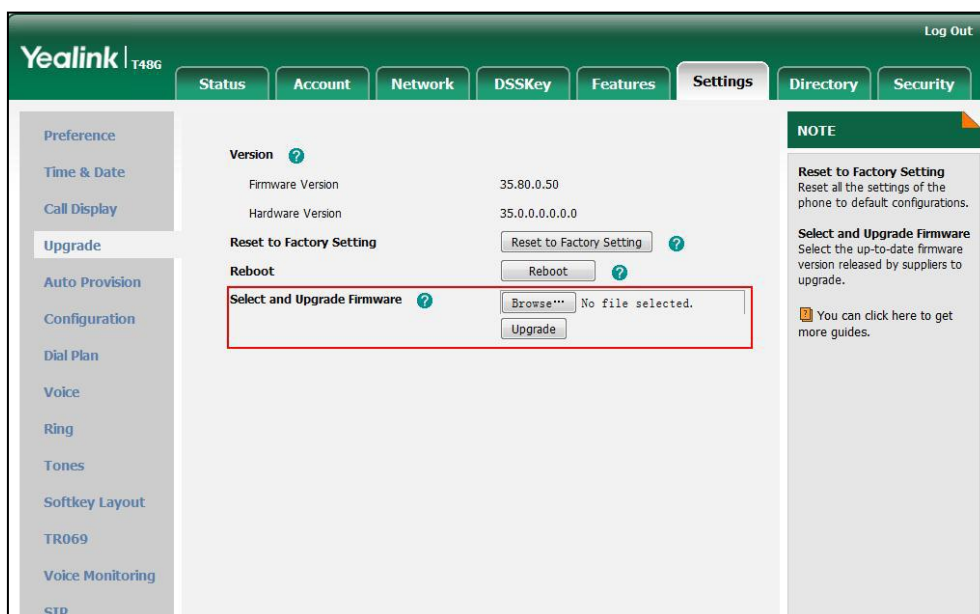 Log Out
Yealink T48G
Status Account Network DSSKey Features Settings Directory Security
Preference
Time & Date
Call Display
Upgrade
Auto Provision
Configuration
Dial Plan
Voice
Ring
Tones
Softkey Layout
TR069
Voice Monitoring
SIP
Version ?
Firmware Version 35.80.0.50
Hardware Version 35.0.0.0.0.0.0
Reset to Factory Setting Reset to Factory Setting ?
Reboot Reboot ?
Select and Upgrade Firmware ? Browse··· No file selected.
Upgrade
NOTE
Reset to Factory Setting
Reset all the settings of the
phone to default configurations.
Select and Upgrade Firmware
Select the up-to-date firmware
version released by suppliers to
upgrade.
? You can click here to get
more guides.